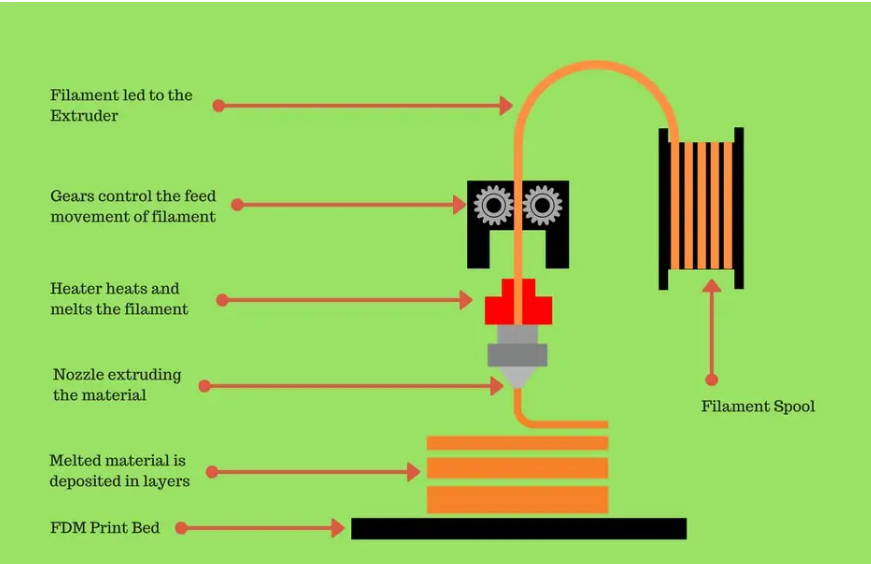 Filament led to the
Extruder
Gears control the feed
movement of filament
Heater heats and
melts the filament
Nozzle extruding
the material
Filament Spool
Melted material is
deposited in layers
FDM Print Bed